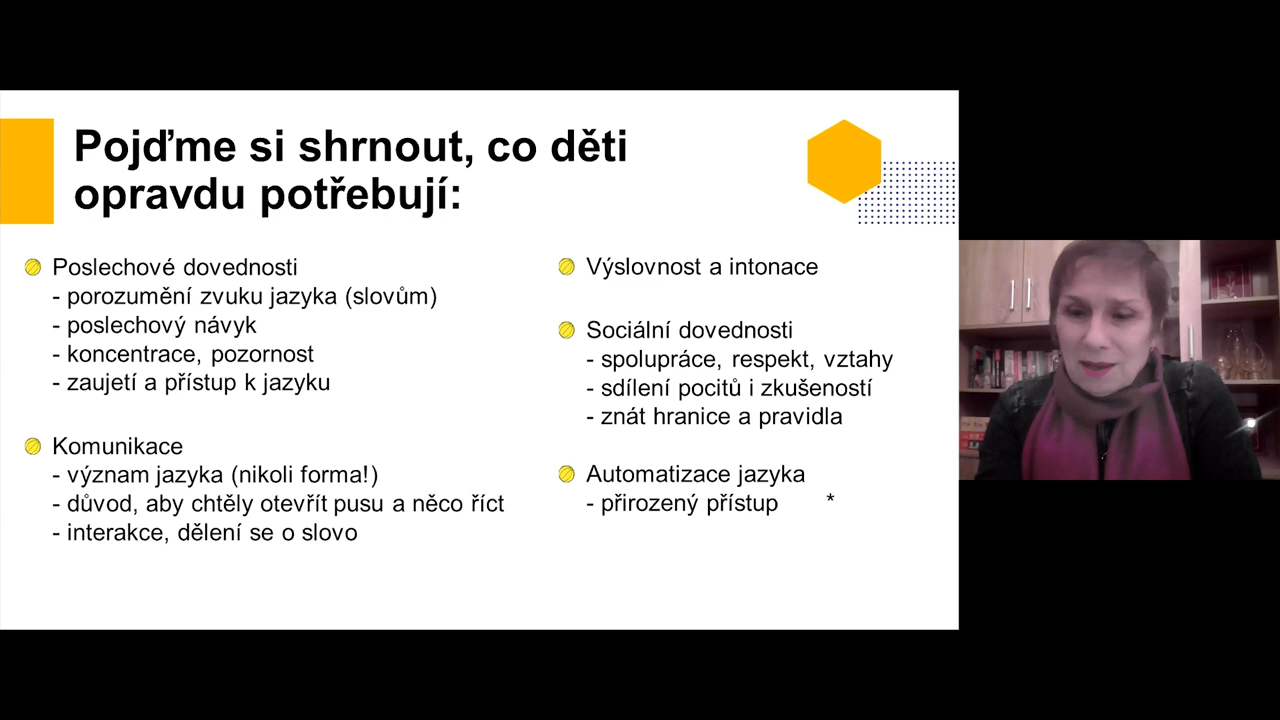 Pojďme si shrnout, co děti
opravdu potřebují:
Poslechové dovednosti
- porozumění zvuku jazyka (slovům)
- poslechový návyk
- koncentrace, pozornost
- zaujetí a přístup k jazyku
Komunikace
- význam jazyka (nikoli forma!)
- důvod, aby chtěly otevřít pusu a něco říct
- interakce, dělení se o slovo
Výslovnost a intonace
Sociální dovednosti
- spolupráce, respekt, vztahy
- sdílení pocitů i zkušeností
- znát hranice a pravidla
Automatizace jazyka
- přirozený přístup *